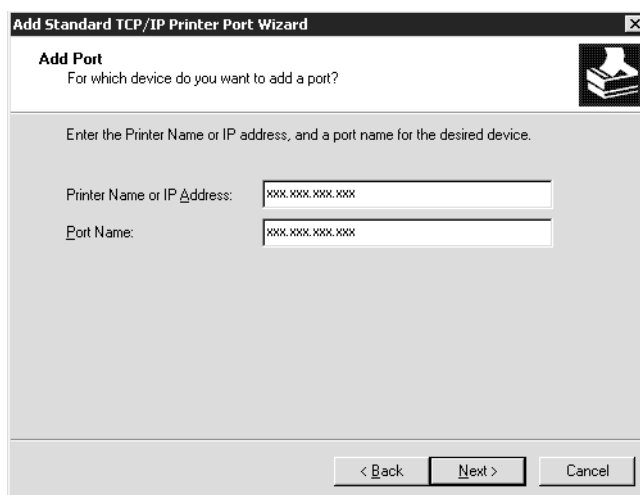 Add Standard TCP/IP Printer Port Wizard
Add Port
For which device do you want to add a port?
Enter the Printer Name or IP address, and a port name for the desired device.
Printer Name or IP Address: xxx.xxx.xxx.xxx
Port Name: xxx.xxx.xxx.xxx
< Back Next > Cancel